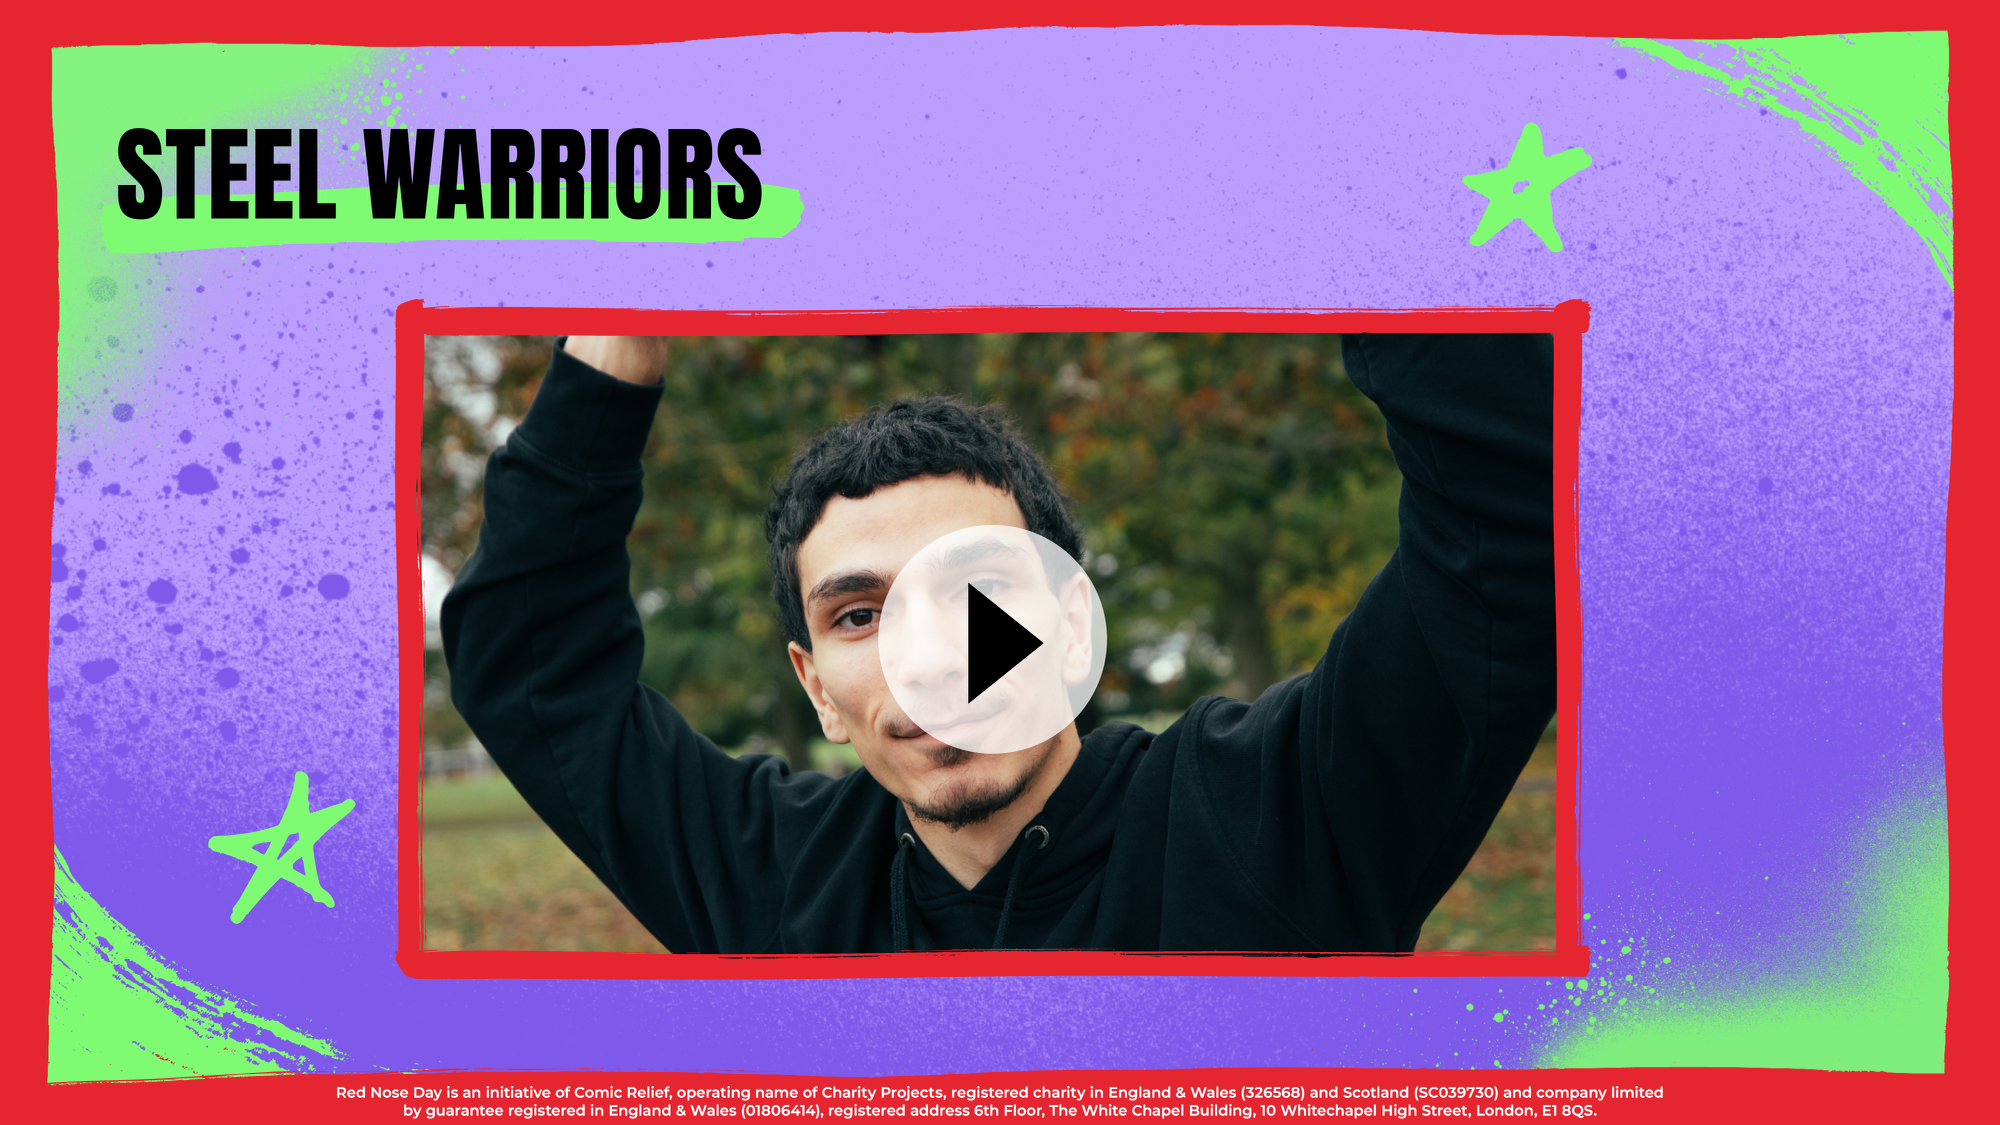 STEEL WARRIORS
Red Nose Day is an initiative of Comic Relief, operating name of Charity Projects, registered charity in England & Wales (326568) and Scotland (SC039730) and company limited
by guarantee registered in England & Wales (01806414), registered address 6th Floor, The White Chapel Building, 10 Whitechapel High Street, London, E1 8QS.